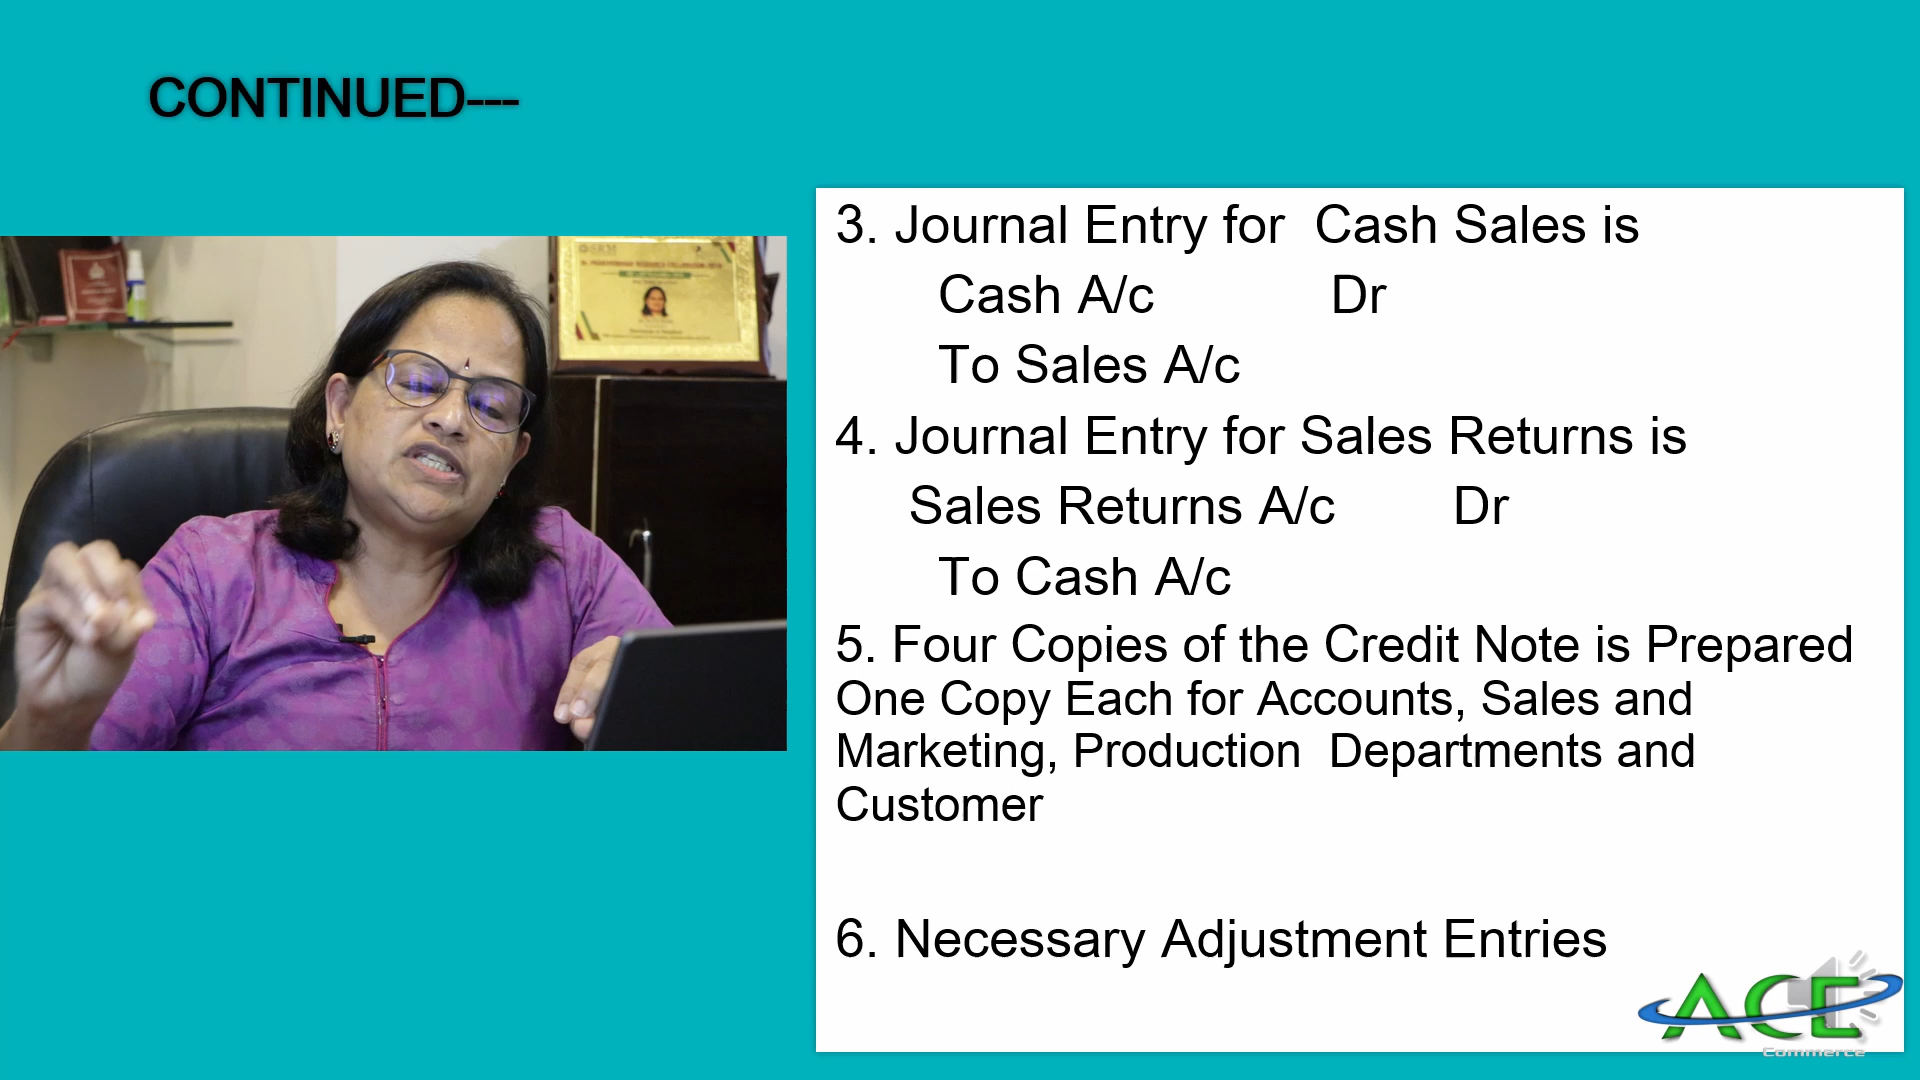 CONTINUED---
3. Journal Entry for Cash Sales is
Cash A/c Dr
To Sales A/c
4. Journal Entry for Sales Returns is
Sales Returns A/c Dr
To Cash A/c
5. Four Copies of the Credit Note is Prepared
One Copy Each for Accounts, Sales and
Marketing, Production Departments and
Customer
6. Necessary Adjustment Entries
ACE
Commerce